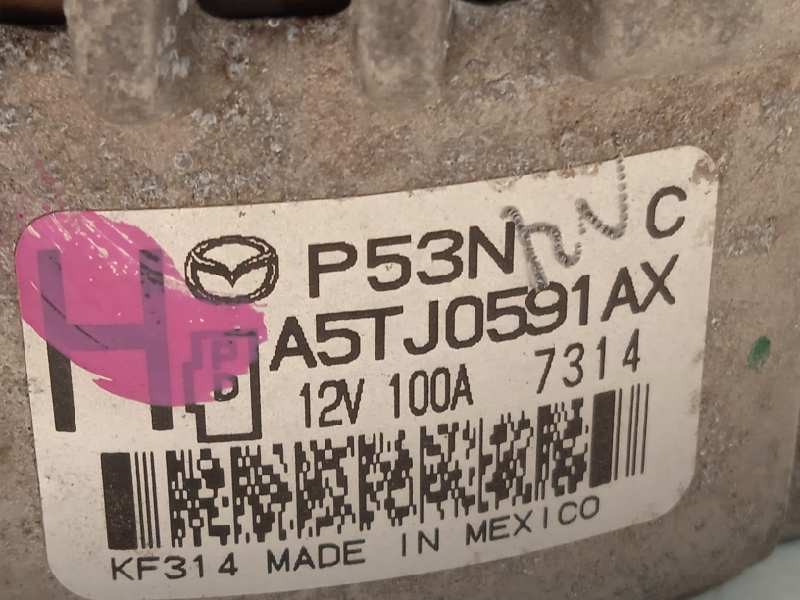 H P53N C
A5TJ0591AX
12V 100A 7314
KF314 MADE IN MEXICO